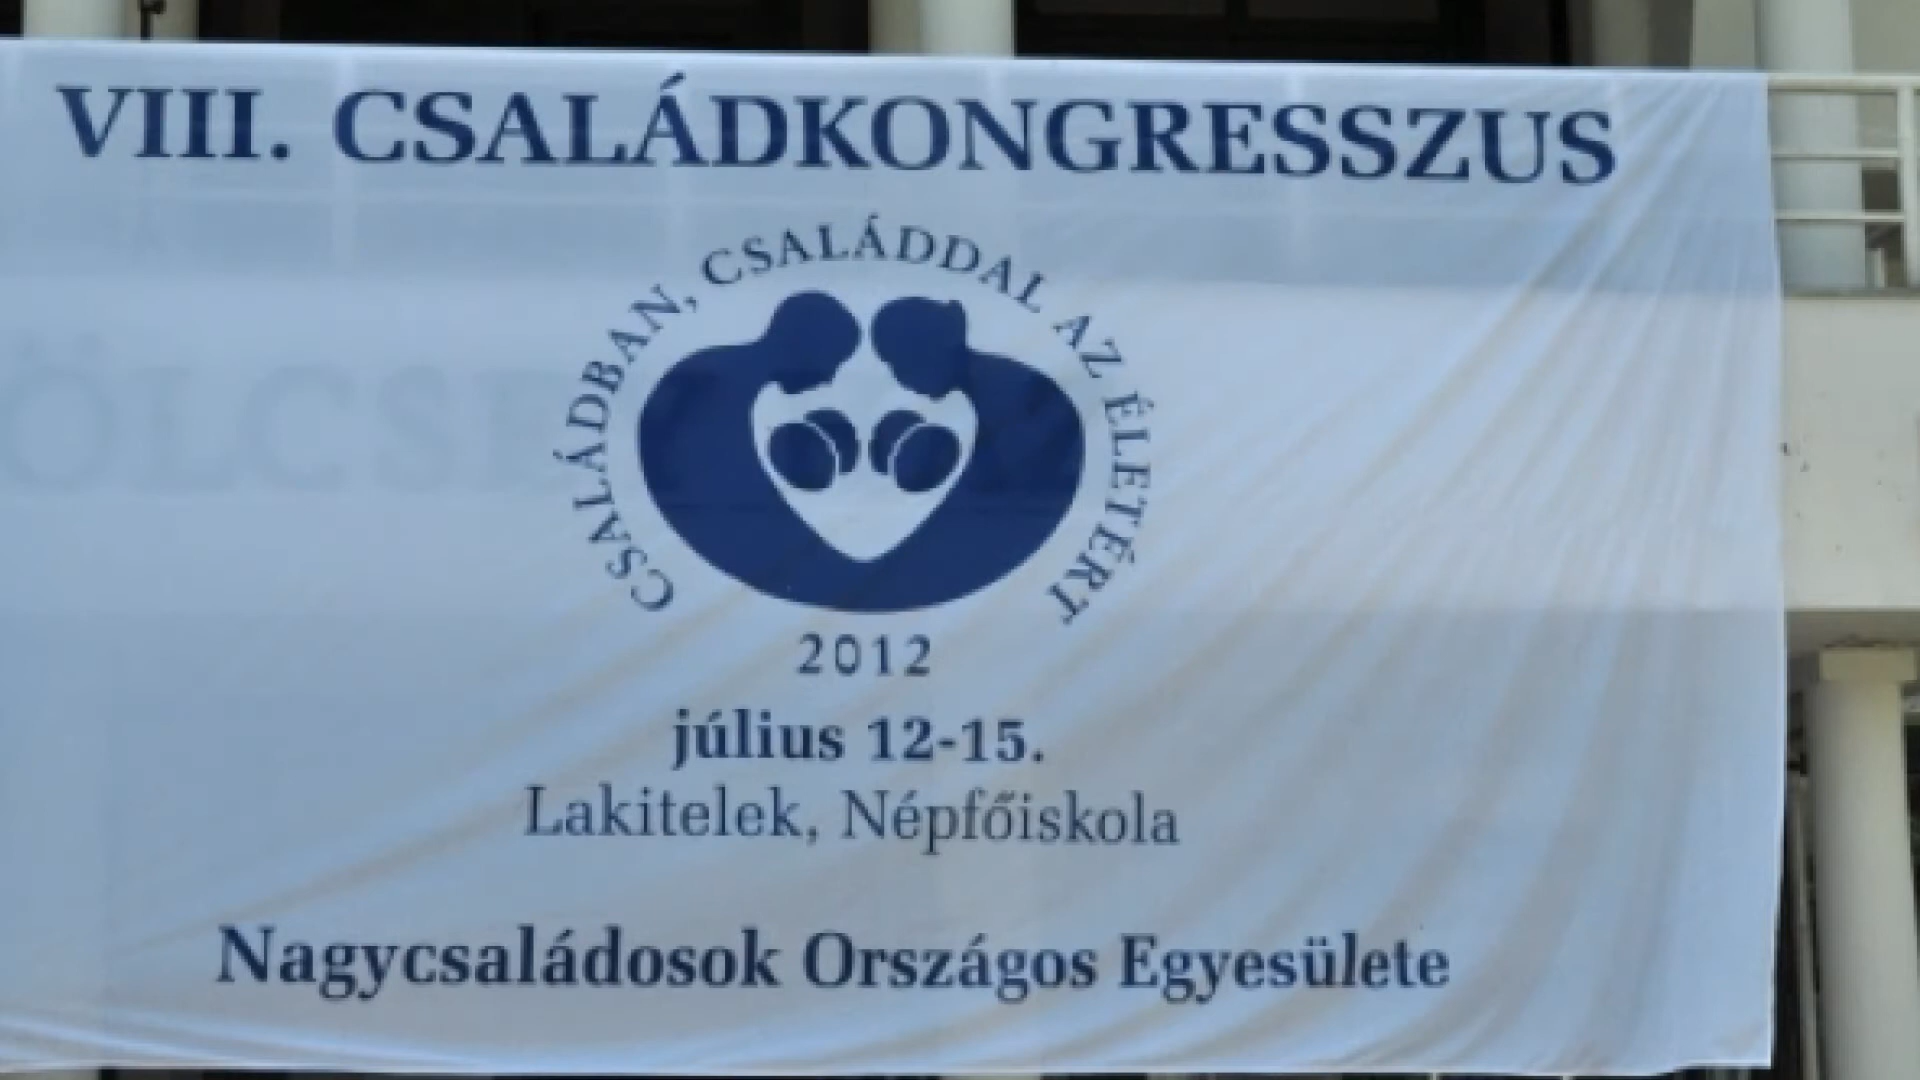 VIII. CSALÁDKONGRESSZUS
CSALÁDBAN, CSALÁDDAL AZ ÉLETÉRT
2012
július 12-15.
Lakitelek, Népfőiskola
Nagycsaládosok Országos Egyesülete